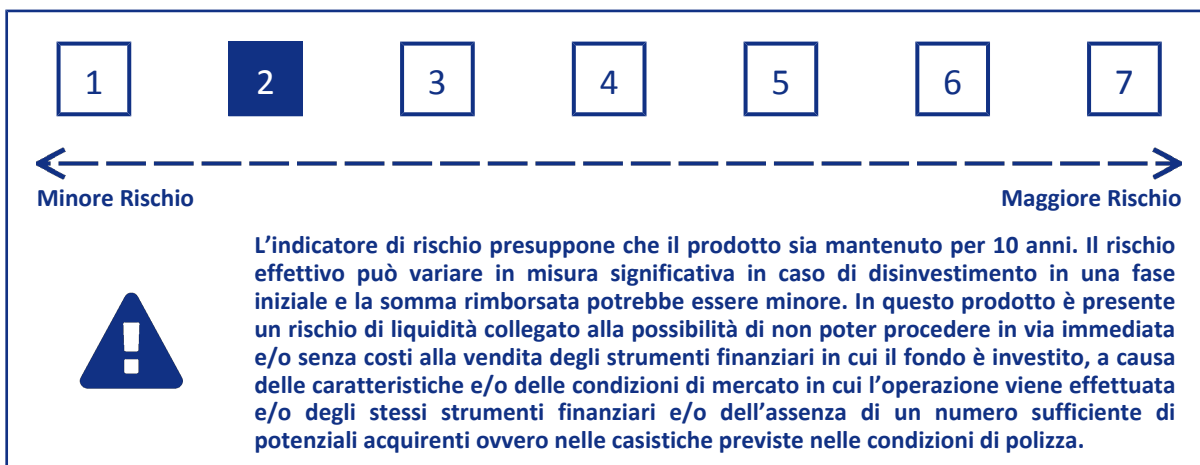 1 2 3 4 5 6 7
Minore Rischio Maggiore Rischio
L’indicatore di rischio presuppone che il prodotto sia mantenuto per 10 anni. Il rischio
effettivo può variare in misura significativa in caso di disinvestimento in una fase
iniziale e la somma rimborsata potrebbe essere minore. In questo prodotto è presente
un rischio di liquidità collegato alla possibilità di non poter procedere in via immediata
e/o senza costi alla vendita degli strumenti finanziari in cui il fondo è investito, a causa
delle caratteristiche e/o delle condizioni di mercato in cui l’operazione viene effettuata
e/o degli stessi strumenti finanziari e/o dell’assenza di un numero sufficiente di
potenziali acquirenti ovvero nelle casistiche previste nelle condizioni di polizza.